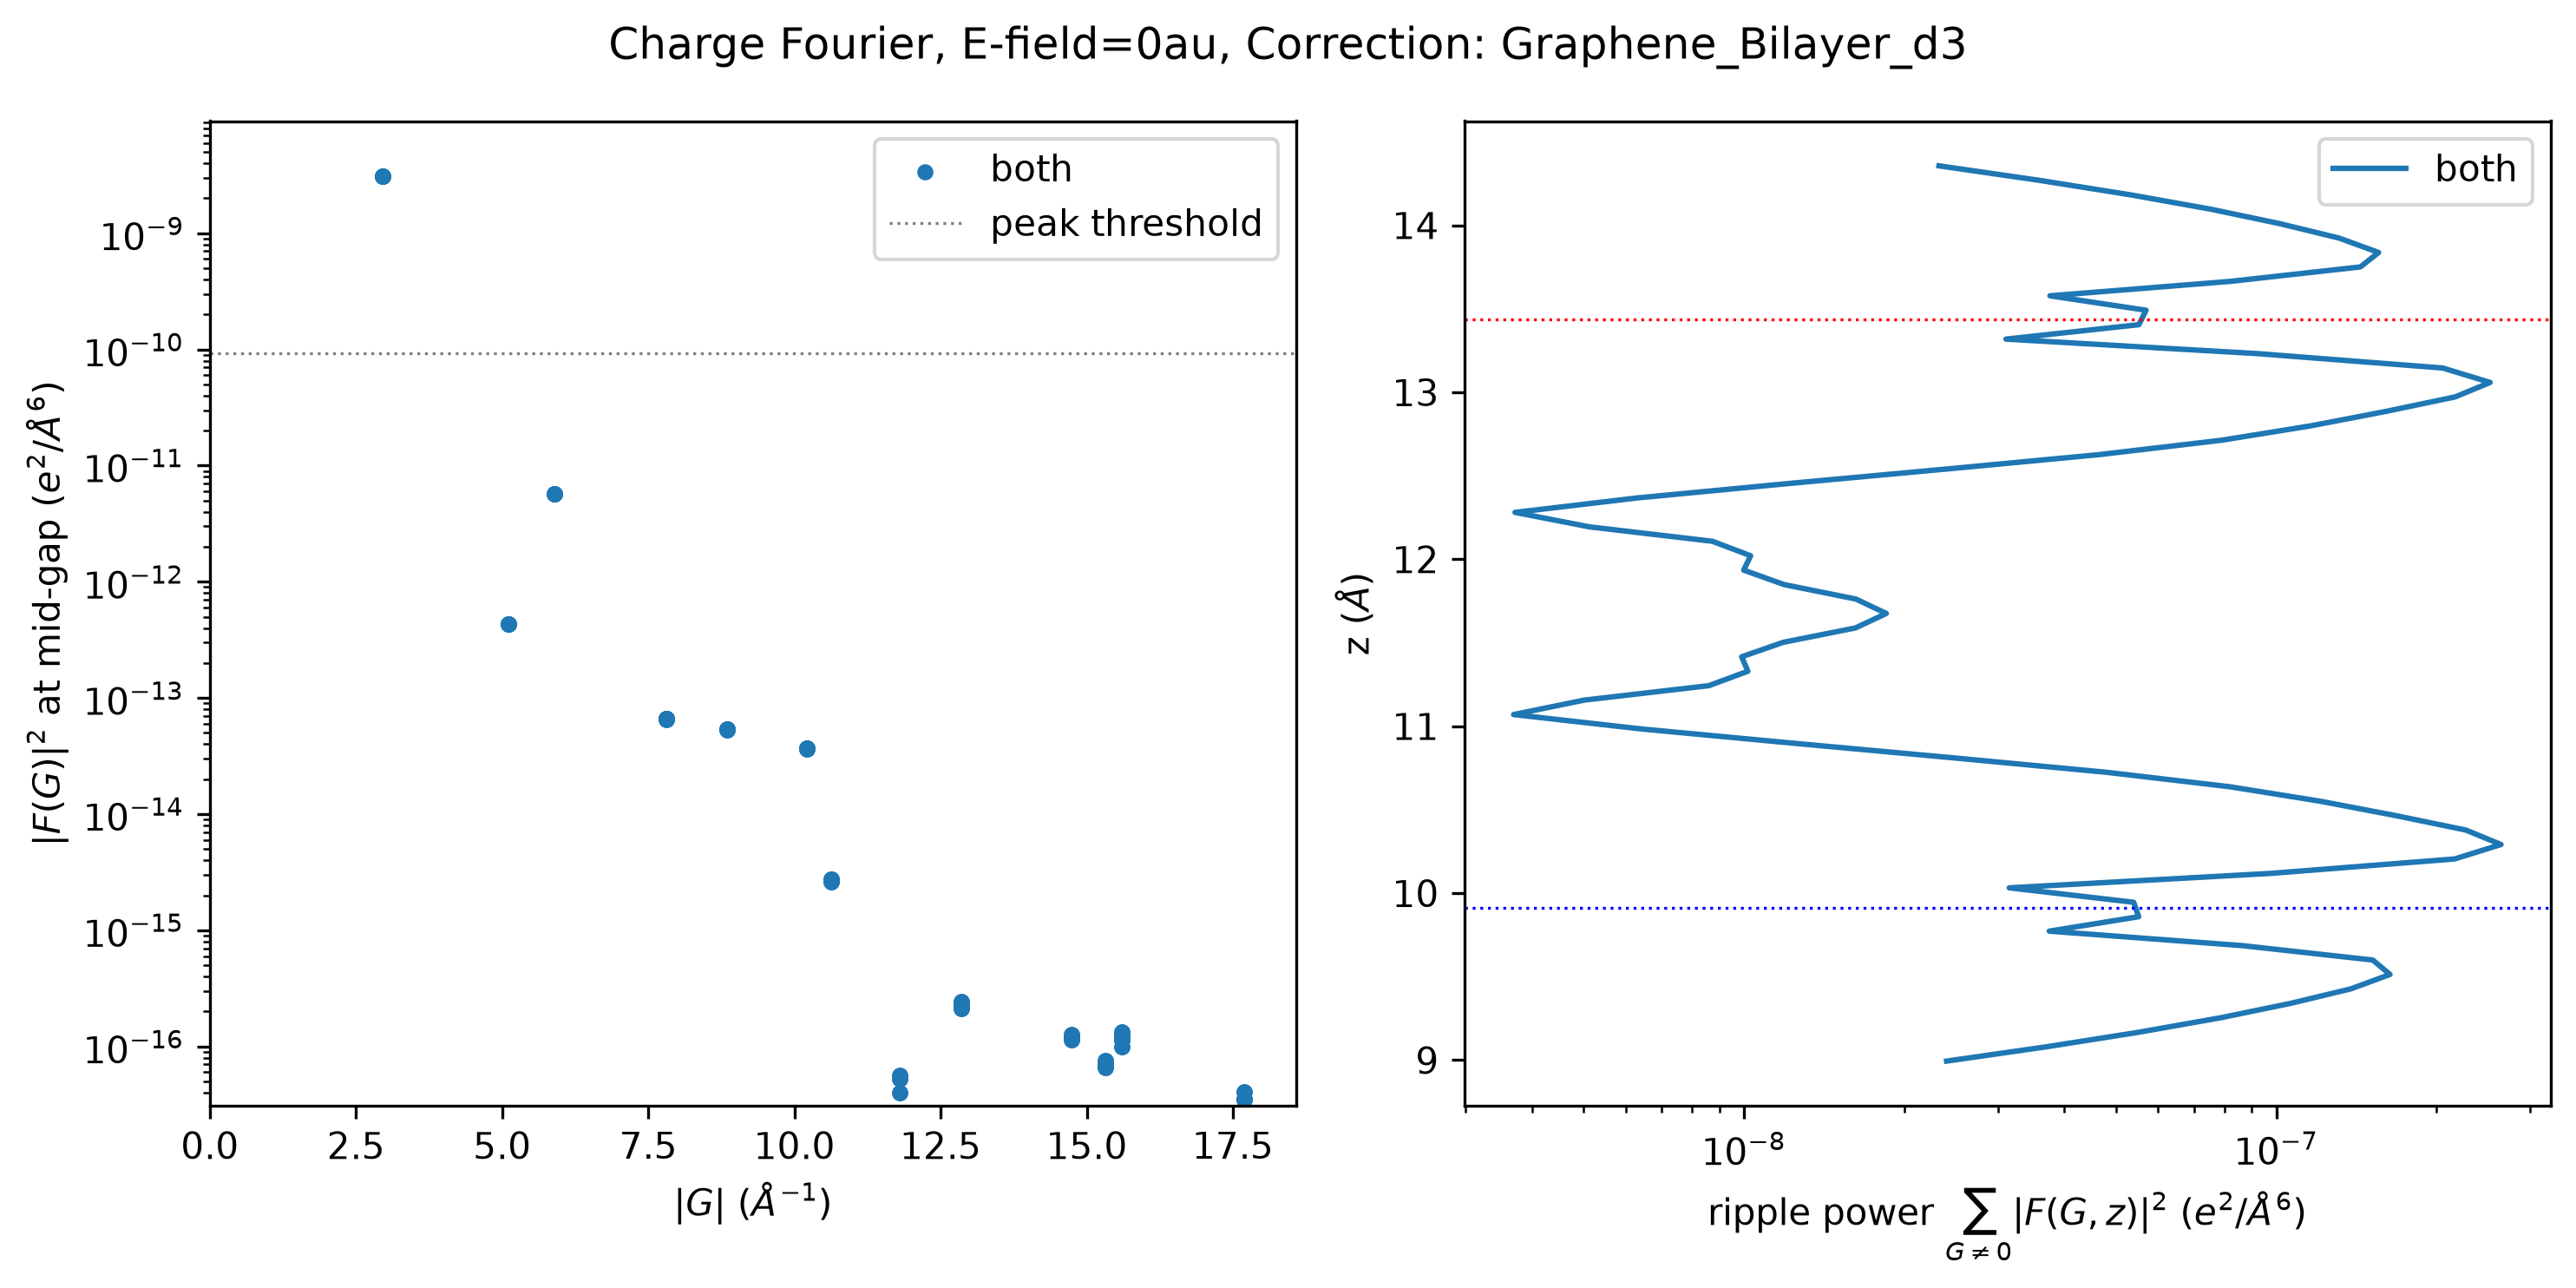 Charge Fourier, E-field=0au, Correction: Graphene_Bilayer_d3
|F(G)|² at mid-gap (e²/Å⁶)
10⁻⁹
10⁻¹⁰
10⁻¹¹
10⁻¹²
10⁻¹³
10⁻¹⁴
10⁻¹⁵
10⁻¹⁶
both
peak threshold
0.0 2.5 5.0 7.5 10.0 12.5 15.0 17.5
|G| (Å⁻¹)
z (Å)
14
13
12
11
10
9
both
10⁻⁸ 10⁻⁷
ripple power ∑ |F(G, z)|² (e²/Å⁶)
G ≠ 0